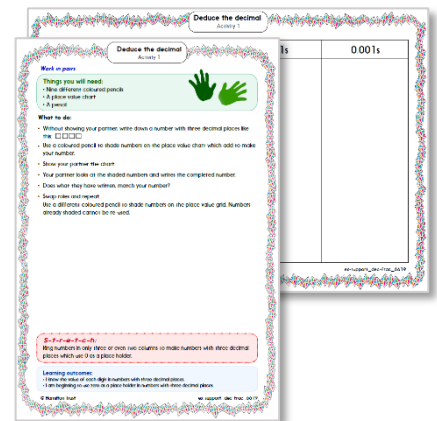 Deduce the decimal
Activity 1
1s
0.001s
ea-support_dec-frac_6619
Deduce the decimal
Activity 1
Work in pairs
Things you will need:
• Nine different coloured pencils
• A place value chart
• A pencil
What to do:
• Without showing your partner, write down a number with three decimal places like
this □.□□□
• Use a coloured pencil to shade numbers on the place value chart which add to make
your number.
• Show your partner the chart.
• Your partner looks at the shaded numbers and writes the completed number.
• Does what they have written, match your number?
• Swap roles and repeat.
Use a different coloured pencil to shade numbers on the place value grid. Numbers
already shaded cannot be re-used.
S-t-r-e-t-c-h:
Ring numbers in only three or even two columns to make numbers with three decimal
places which use 0 as a place holder.
Learning outcomes:
• I know the value of each digit in numbers with three decimal places.
• I am beginning to use zero as a place holder in numbers with three decimal places.
© Hamilton Trust